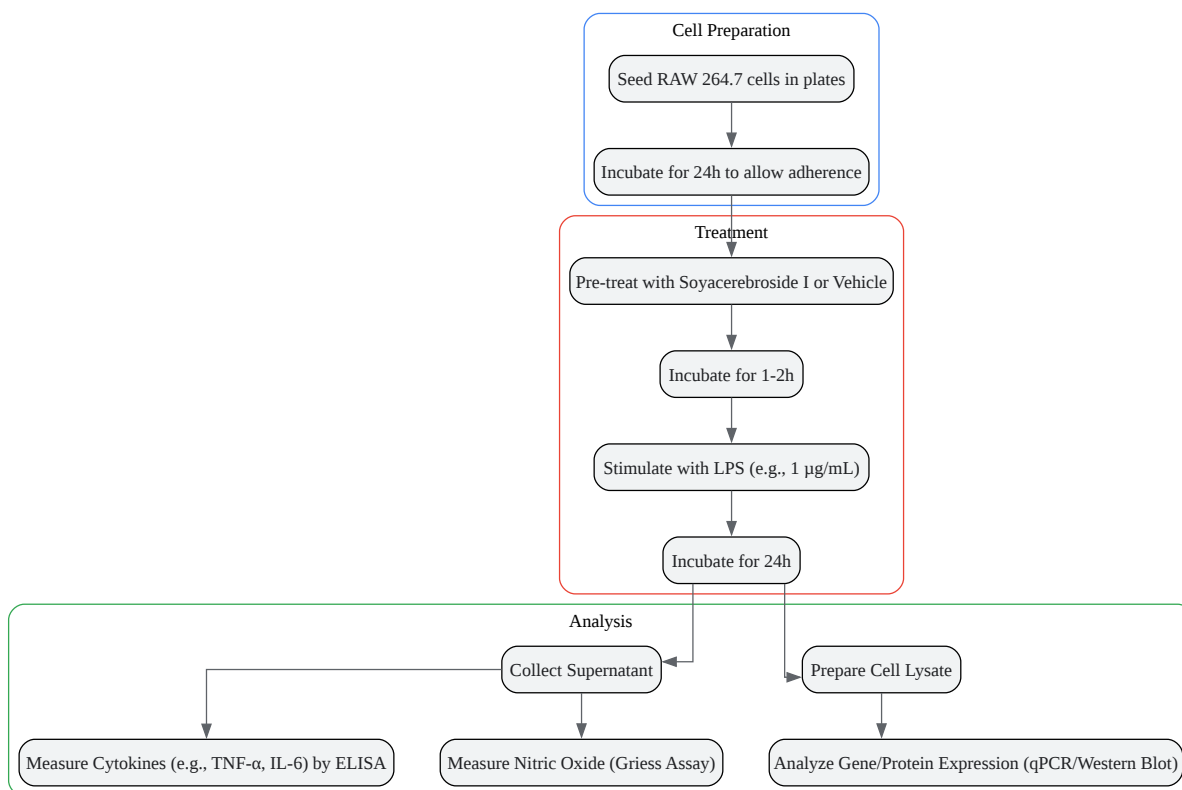 Cell Preparation
Seed RAW 264.7 cells in plates
Incubate for 24h to allow adherence
Treatment
Pre-treat with Soyacerebroside I or Vehicle
Incubate for 1-2h
Stimulate with LPS (e.g., 1 µg/mL)
Incubate for 24h
Analysis
Collect Supernatant
Prepare Cell Lysate
Measure Cytokines (e.g., TNF-α, IL-6) by ELISA
Measure Nitric Oxide (Griess Assay)
Analyze Gene/Protein Expression (qPCR/Western Blot)